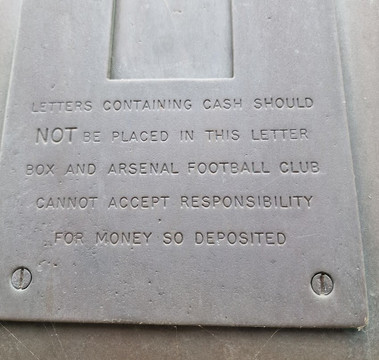 LETTERS CONTAINING CASH SHOULD
NOT BE PLACED IN THIS LETTER
BOX AND ARSENAL FOOTBALL CLUB
CANNOT ACCEPT RESPONSIBILITY
FOR MONEY SO DEPOSITED